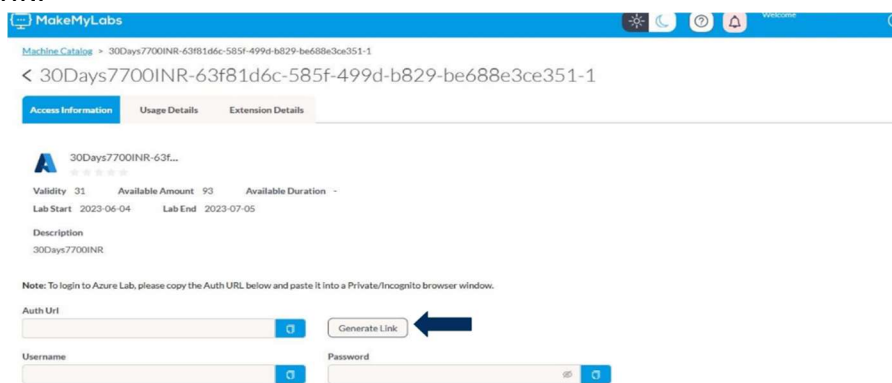 MakeMyLabs
Welcome
Machine Catalog > 30Days7700INR-63f81d6c-585f-499d-b829-be688e3ce351-1
< 30Days7700INR-63f81d6c-585f-499d-b829-be688e3ce351-1
Access Information Usage Details Extension Details
30Days7700INR-63f...
Validity 31 Available Amount 93 Available Duration -
Lab Start 2023-06-04 Lab End 2023-07-05
Description
30Days7700INR
Note: To login to Azure Lab, please copy the Auth URL below and paste it into a Private/Incognito browser window.
Auth Url
Generate Link
Username Password